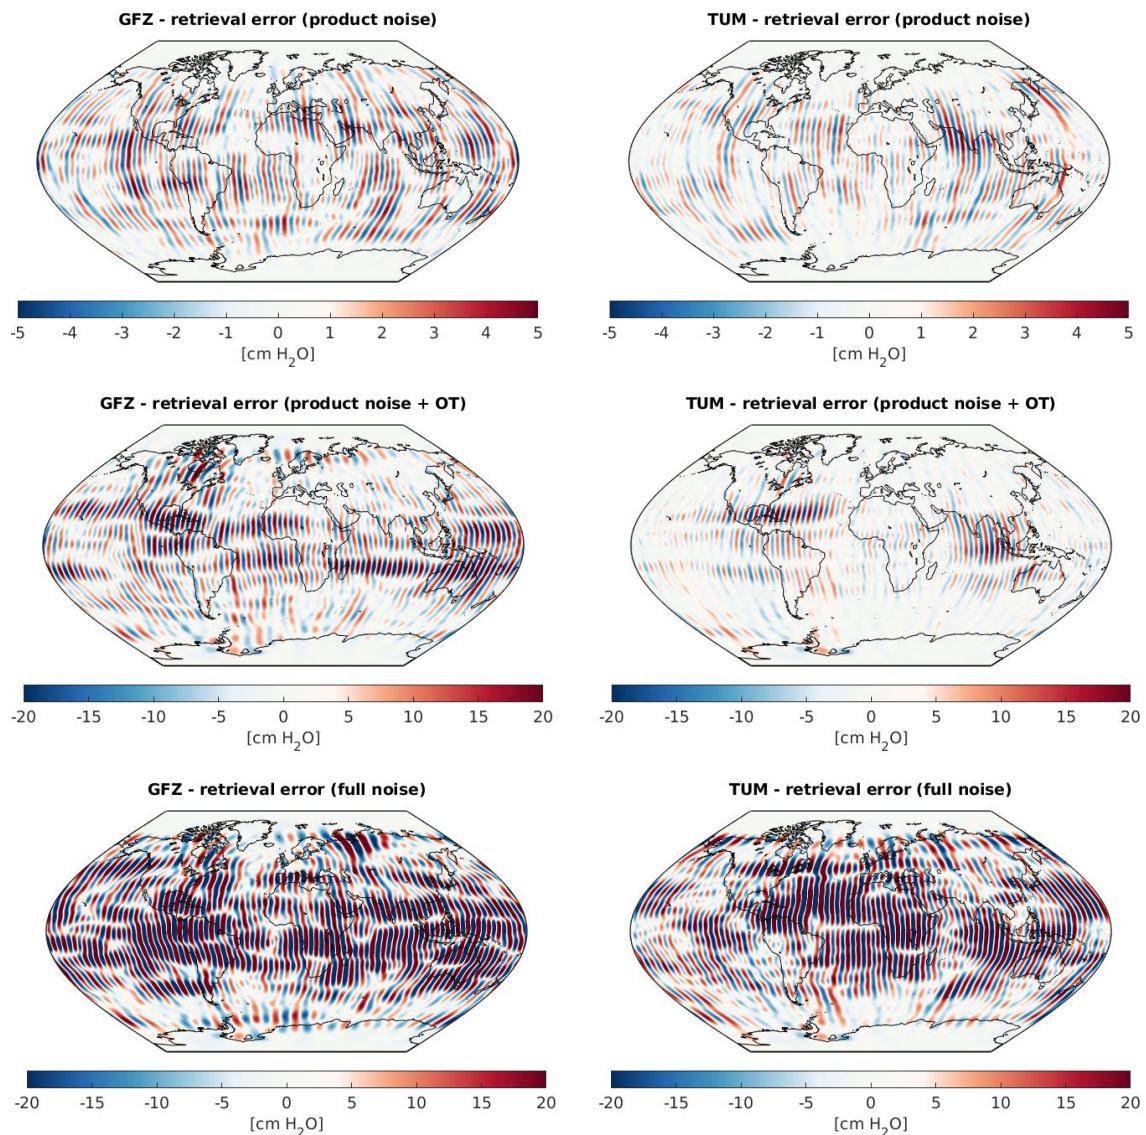 GFZ - retrieval error (product noise)
TUM - retrieval error (product noise)
-5 -4 -3 -2 -1 0 1 2 3 4 5
[cm H2O]
-5 -4 -3 -2 -1 0 1 2 3 4 5
[cm H2O]
GFZ - retrieval error (product noise + OT)
TUM - retrieval error (product noise + OT)
-20 -15 -10 -5 0 5 10 15 20
[cm H2O]
-20 -15 -10 -5 0 5 10 15 20
[cm H2O]
GFZ - retrieval error (full noise)
TUM - retrieval error (full noise)
-20 -15 -10 -5 0 5 10 15 20
[cm H2O]
-20 -15 -10 -5 0 5 10 15 20
[cm H2O]